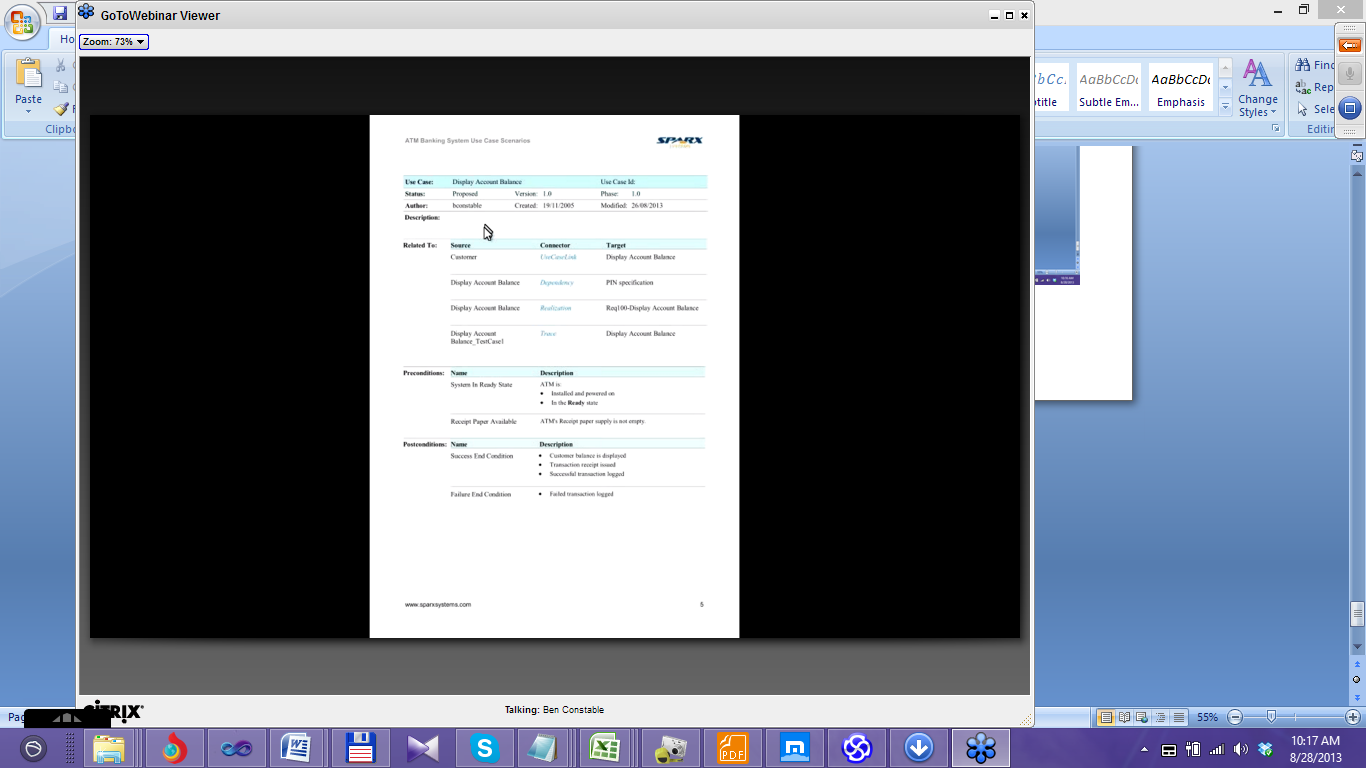 GoToWebinar Viewer
Zoom: 73%
Paste
Subtle Em...
Emphasis
Change
Styles
ATM Banking System Use Case Scenarios
SPARX
Use Case: Display Account Balance Use Case Id:
Status: Proposed Version: 1.0 Phase: 1.0
Author: bconstable Created: 19/11/2005 Modified: 26/08/2013
Description:
Related To: Source Connector Target
Customer UseCaseLink Display Account Balance
Display Account Balance Dependency PIN specification
Display Account Balance Realization Req100-Display Account Balance
Display Account Trace Display Account Balance
Balance_TestCase1
Preconditions: Name Description
System In Ready State ATM is:
• Installed and powered on
• In the Ready state
Receipt Paper Available ATM's Receipt paper supply is not empty.
Postconditions: Name Description
Success End Condition • Customer balance is displayed
• Transaction receipt issued
• Successful transaction logged
Failure End Condition • Failed transaction logged
www.sparxsystems.com 5
Talking: Ben Constable
55%
PDF
10:17 AM
8/28/2013